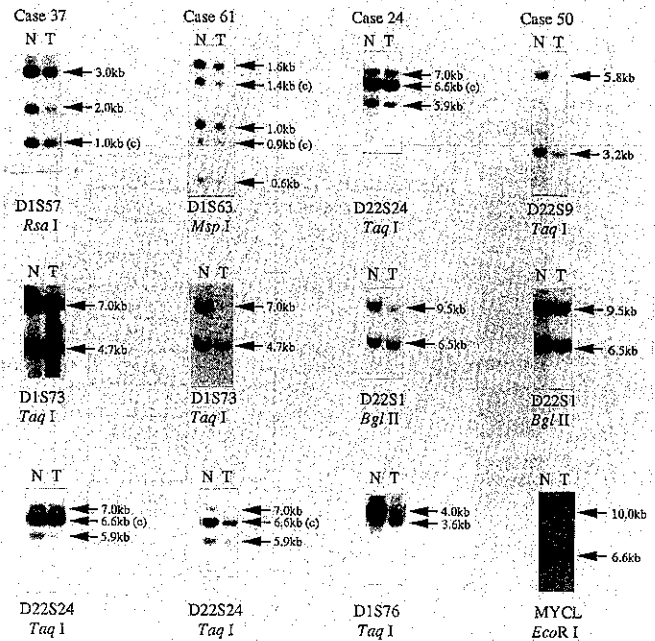 Case 37
N T
3.0kb
2.0kb
1.0kb (c)
D1S57
Rsa I
Case 61
N T
1.6kb
1.4kb (c)
1.0kb
0.9kb (c)
0.6kb
D1S63
Msp I
Case 24
N T
7.0kb
6.6kb (c)
5.9kb
D22S24
Taq I
Case 50
N T
5.8kb
3.2kb
D22S9
Taq I
N T
7.0kb
4.7kb
D1S73
Taq I
N T
7.0kb
4.7kb
D1S73
Taq I
N T
9.5kb
6.5kb
D22S1
Bgl II
N T
9.5kb
6.5kb
D22S1
Bgl II
N T
7.0kb
6.6kb (c)
5.9kb
D22S24
Taq I
N T
7.0kb
6.6kb (c)
5.9kb
D22S24
Taq I
N T
4.0kb
3.6kb
D1S76
Taq I
N T
10.0kb
6.6kb
MYCL
EcoR I